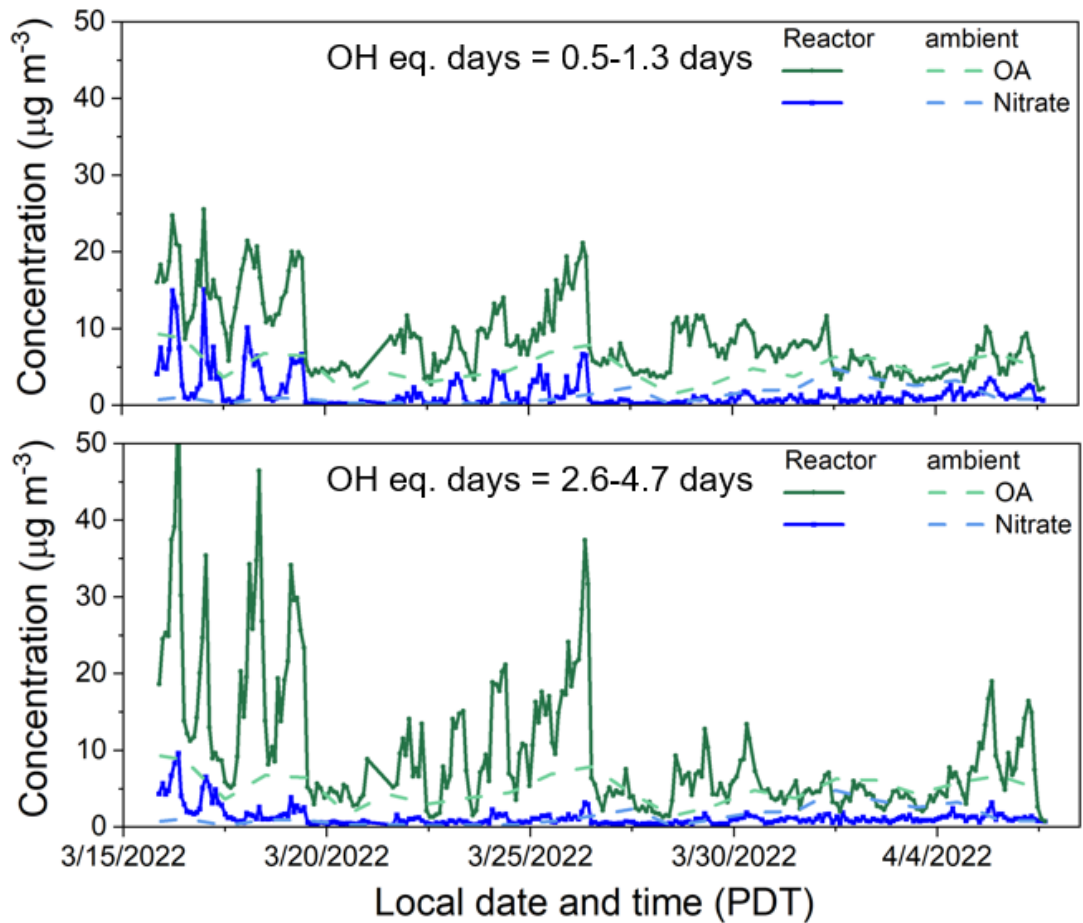 50
OH eq. days = 0.5-1.3 days
Reactor ambient
OA
Nitrate
40
30
20
10
0
Concentration (μg m⁻³)
50
OH eq. days = 2.6-4.7 days
Reactor ambient
OA
Nitrate
40
30
20
10
0
Concentration (μg m⁻³)
3/15/2022 3/20/2022 3/25/2022 3/30/2022 4/4/2022
Local date and time (PDT)